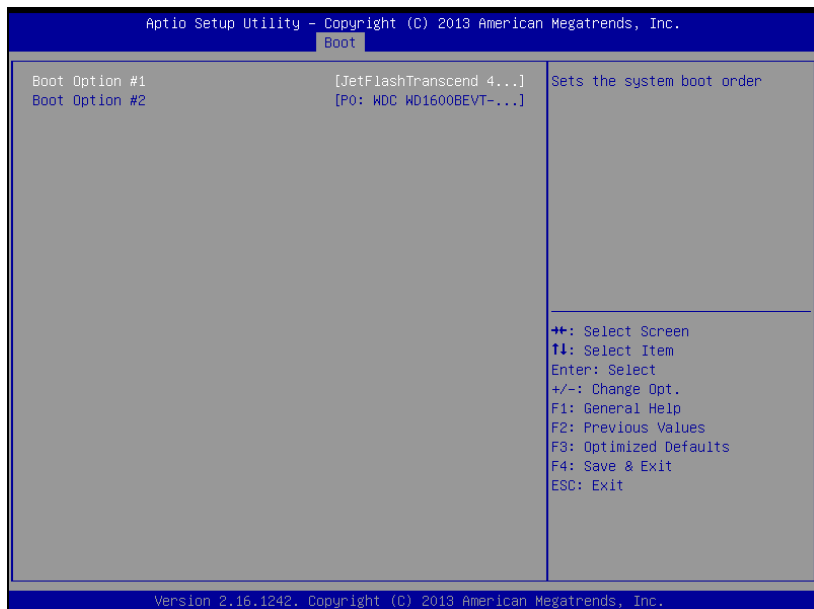 Aptio Setup Utility – Copyright (C) 2013 American Megatrends, Inc.
Boot
Boot Option #1 [JetFlashTranscend 4...]
Boot Option #2 [P0: WDC WD1600BEVT-...]
Sets the system boot order
→←: Select Screen
↑↓: Select Item
Enter: Select
+/-: Change Opt.
F1: General Help
F2: Previous Values
F3: Optimized Defaults
F4: Save & Exit
ESC: Exit
Version 2.16.1242. Copyright (C) 2013 American Megatrends, Inc.